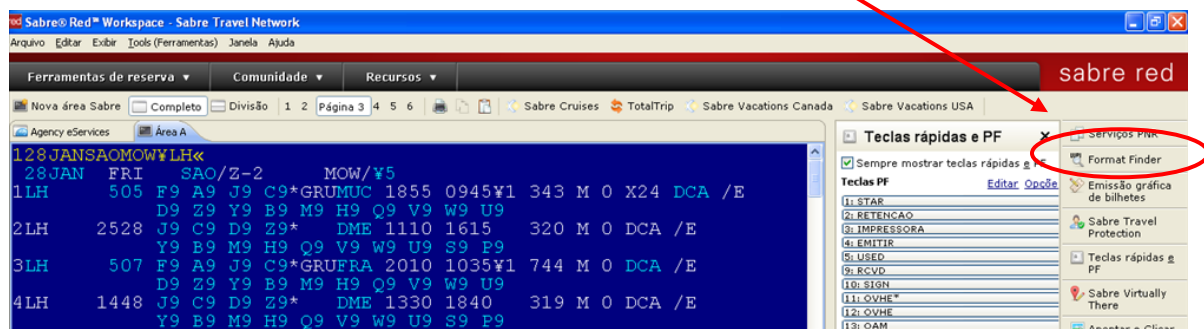 Sabre® Red™ Workspace - Sabre Travel Network
Arquivo Editar Exibir Tools (Ferramentas) Janela Ajuda
Ferramentas de reserva Comunidade Recursos
sabre red
Nova área Sabre Completo Divisão 1 2 Página 3 4 5 6 Sabre Cruises TotalTrip Sabre Vacations Canada Sabre Vacations USA
Agency eServices Área A
128JANSAOMOW¥LH«
28JAN FRI SAO/Z-2 MOW/¥5
1LH 505 F9 A9 J9 C9*GRUMUC 1855 0945¥1 343 M 0 X24 DCA /E
D9 Z9 Y9 B9 M9 H9 Q9 V9 W9 U9
2LH 2528 J9 C9 D9 Z9* DME 1110 1615 320 M 0 DCA /E
Y9 B9 M9 H9 Q9 V9 W9 U9 S9 P9
3LH 507 F9 A9 J9 C9*GRUFRA 2010 1035¥1 744 M 0 DCA /E
D9 Z9 Y9 B9 M9 H9 Q9 V9 W9 U9
4LH 1448 J9 C9 D9 Z9* DME 1330 1840 319 M 0 DCA /E
Y9 B9 M9 H9 Q9 V9 W9 U9 S9 P9
Teclas rápidas e PF
Sempre mostrar teclas rápidas e PF
Teclas PF Editar Opçõe
1: STAR
2: RETENCAO
3: IMPRESSORA
4: EMITIR
5: USED
9: RCVD
10: SIGN
11: OVHE*
12: OVHE
13: OAM
Serviços PNR
Format Finder
Emissão gráfica
de bilhetes
Sabre Travel
Protection
Teclas rápidas e
PF
Sabre Virtually
There
Apontar e Clicar